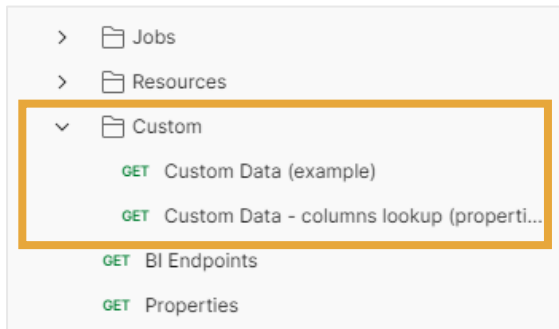 Jobs
Resources
Custom
GET Custom Data (example)
GET Custom Data - columns lookup (properti...
GET BI Endpoints
GET Properties